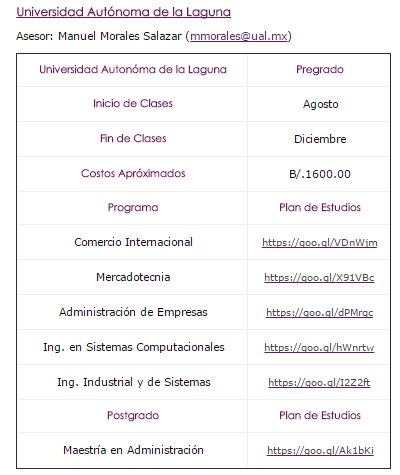 Universidad Autónoma de la Laguna
Asesor: Manuel Morales Salazar (mmorales@ual.mx)
Universidad Autonóma de la Laguna Pregrado
Inicio de Clases Agosto
Fin de Clases Diciembre
Costos Apróximados B/.1600.00
Programa Plan de Estudios
Comercio Internacional https://goo.gl/VDnWjm
Mercadotecnia https://goo.gl/X91VBc
Administración de Empresas https://goo.gl/dPMrqc
Ing. en Sistemas Computacionales https://goo.gl/hWnrtw
Ing. Industrial y de Sistemas https://goo.gl/I2Z2ft
Postgrado Plan de Estudios
Maestría en Administración https://goo.gl/Ak1bKi